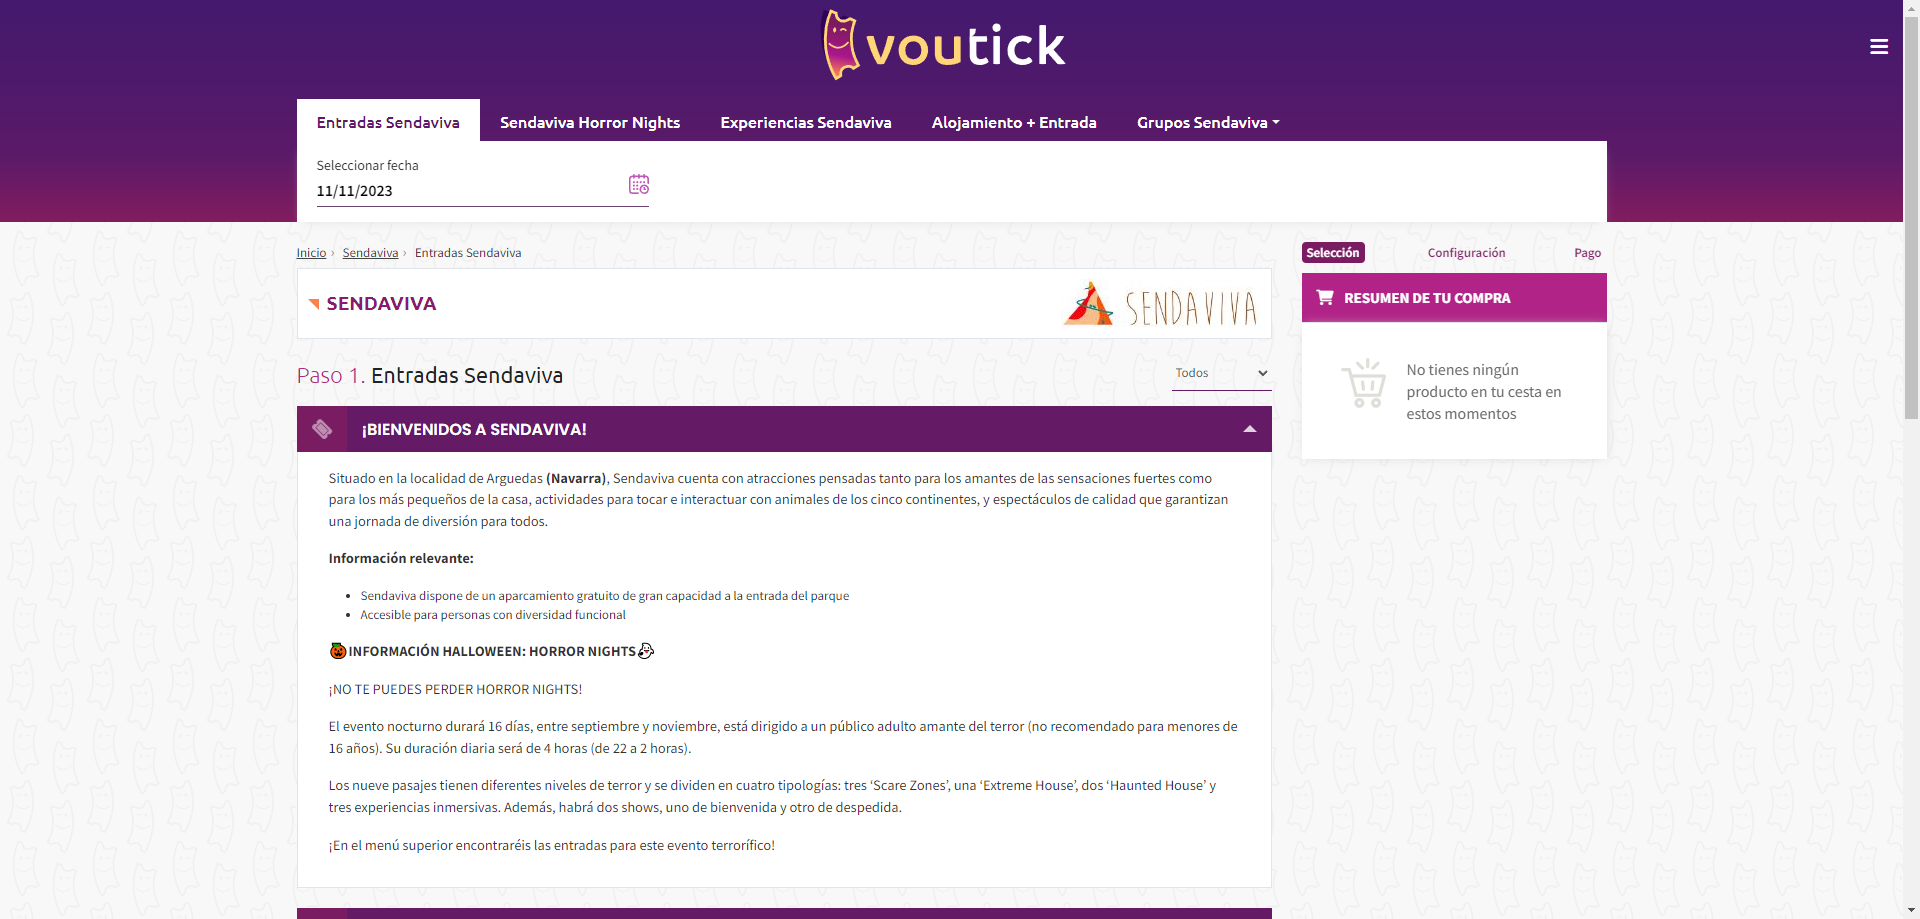 voutick
Entradas Sendaviva
Sendaviva Horror Nights
Experiencias Sendaviva
Alojamiento + Entrada
Grupos Sendaviva
Seleccionar fecha
11/11/2023
Inicio › Sendaviva › Entradas Sendaviva
Selección
Configuración
Pago
SENDAVIVA
SENDAVIVA
RESUMEN DE TU COMPRA
No tienes ningún
producto en tu cesta en
estos momentos
Paso 1. Entradas Sendaviva
Todos
¡BIENVENIDOS A SENDAVIVA!
Situado en la localidad de Arguedas (Navarra), Sendaviva cuenta con atracciones pensadas tanto para los amantes de las sensaciones fuertes como
para los más pequeños de la casa, actividades para tocar e interactuar con animales de los cinco continentes, y espectáculos de calidad que garantizan
una jornada de diversión para todos.
Información relevante:
• Sendaviva dispone de un aparcamiento gratuito de gran capacidad a la entrada del parque
• Accesible para personas con diversidad funcional
🎃INFORMACIÓN HALLOWEEN: HORROR NIGHTS👻
¡NO TE PUEDES PERDER HORROR NIGHTS!
El evento nocturno durará 16 días, entre septiembre y noviembre, está dirigido a un público adulto amante del terror (no recomendado para menores de
16 años). Su duración diaria será de 4 horas (de 22 a 2 horas).
Los nueve pasajes tienen diferentes niveles de terror y se dividen en cuatro tipologías: tres ‘Scare Zones’, una ‘Extreme House’, dos ‘Haunted House’ y
tres experiencias inmersivas. Además, habrá dos shows, uno de bienvenida y otro de despedida.
¡En el menú superior encontraréis las entradas para este evento terrorífico!